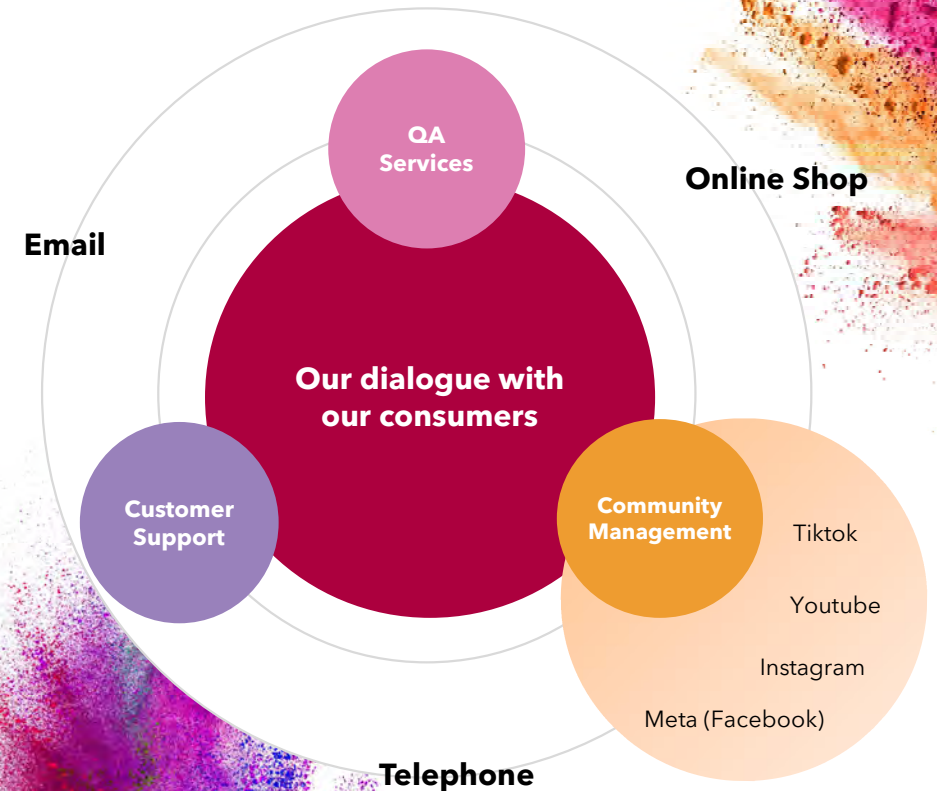 QA
Services
Online Shop
Email
Our dialogue with
our consumers
Customer
Support
Community
Management
Tiktok
Youtube
Instagram
Meta (Facebook)
Telephone